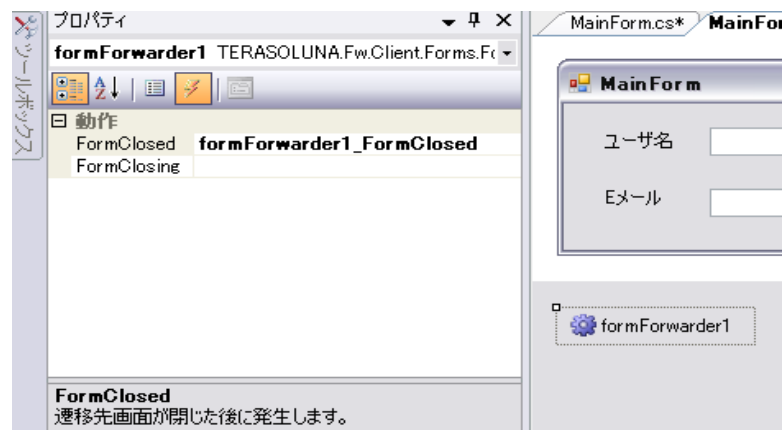 プロパティ
formForwarder1 TERASOLUNA.Fw.Client.Forms.Fo
動作
FormClosed formForwarder1_FormClosed
FormClosing
FormClosed
遷移先画面が閉じた後に発生します。
ツールボックス
MainForm.cs* MainFor
MainForm
ユーザ名
Eメール
formForwarder1